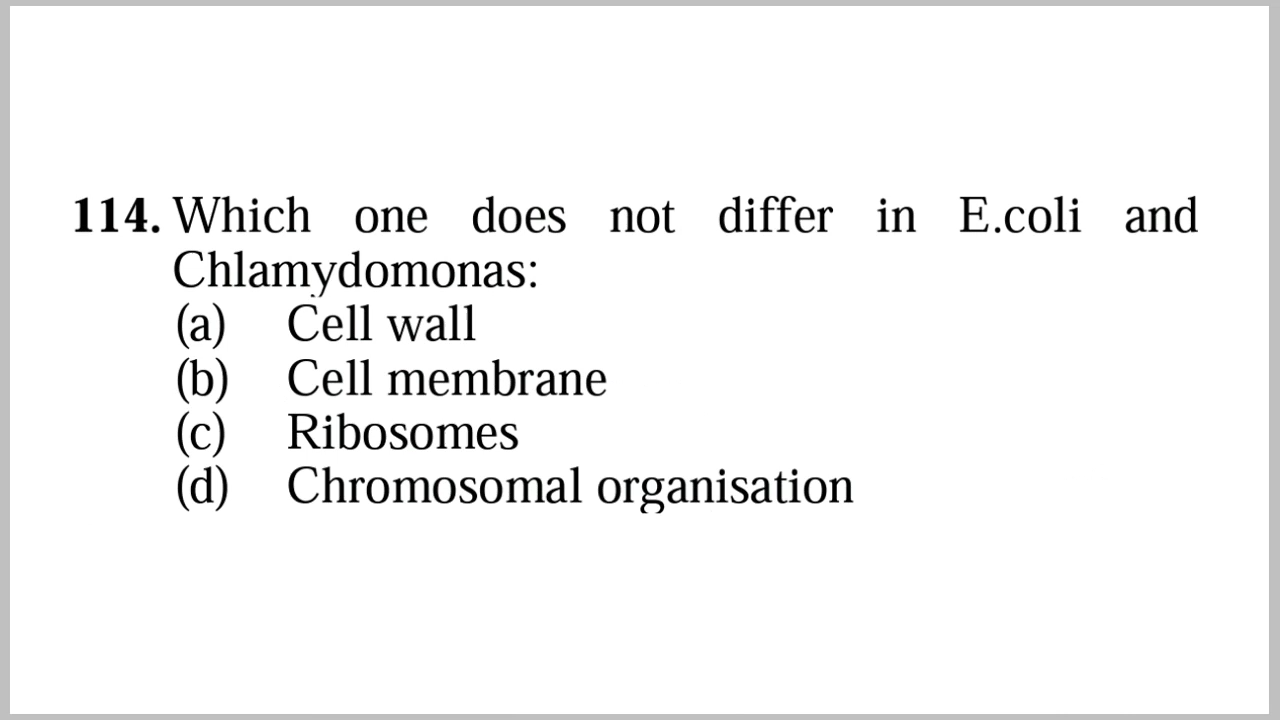 114. Which one does not differ in E.coli and
Chlamydomonas:
(a) Cell wall
(b) Cell membrane
(c) Ribosomes
(d) Chromosomal organisation